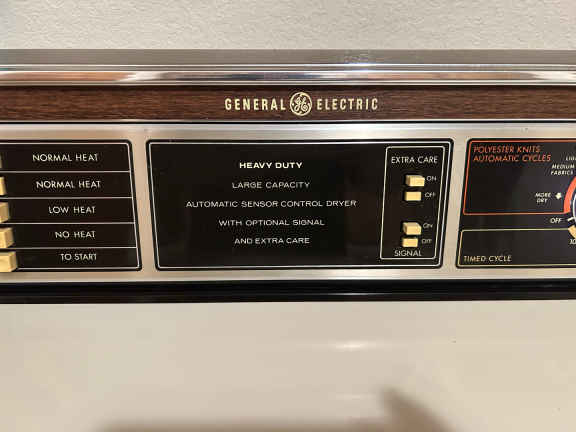 GENERAL GE ELECTRIC
NORMAL HEAT
NORMAL HEAT
LOW HEAT
NO HEAT
TO START
HEAVY DUTY
LARGE CAPACITY
AUTOMATIC SENSOR CONTROL DRYER
WITH OPTIONAL SIGNAL
AND EXTRA CARE
EXTRA CARE
ON
OFF
ON
OFF
SIGNAL
POLYESTER KNITS
AUTOMATIC CYCLES
MEDIUM
FABRICS
MORE
DRY
OFF
10
TIMED CYCLE